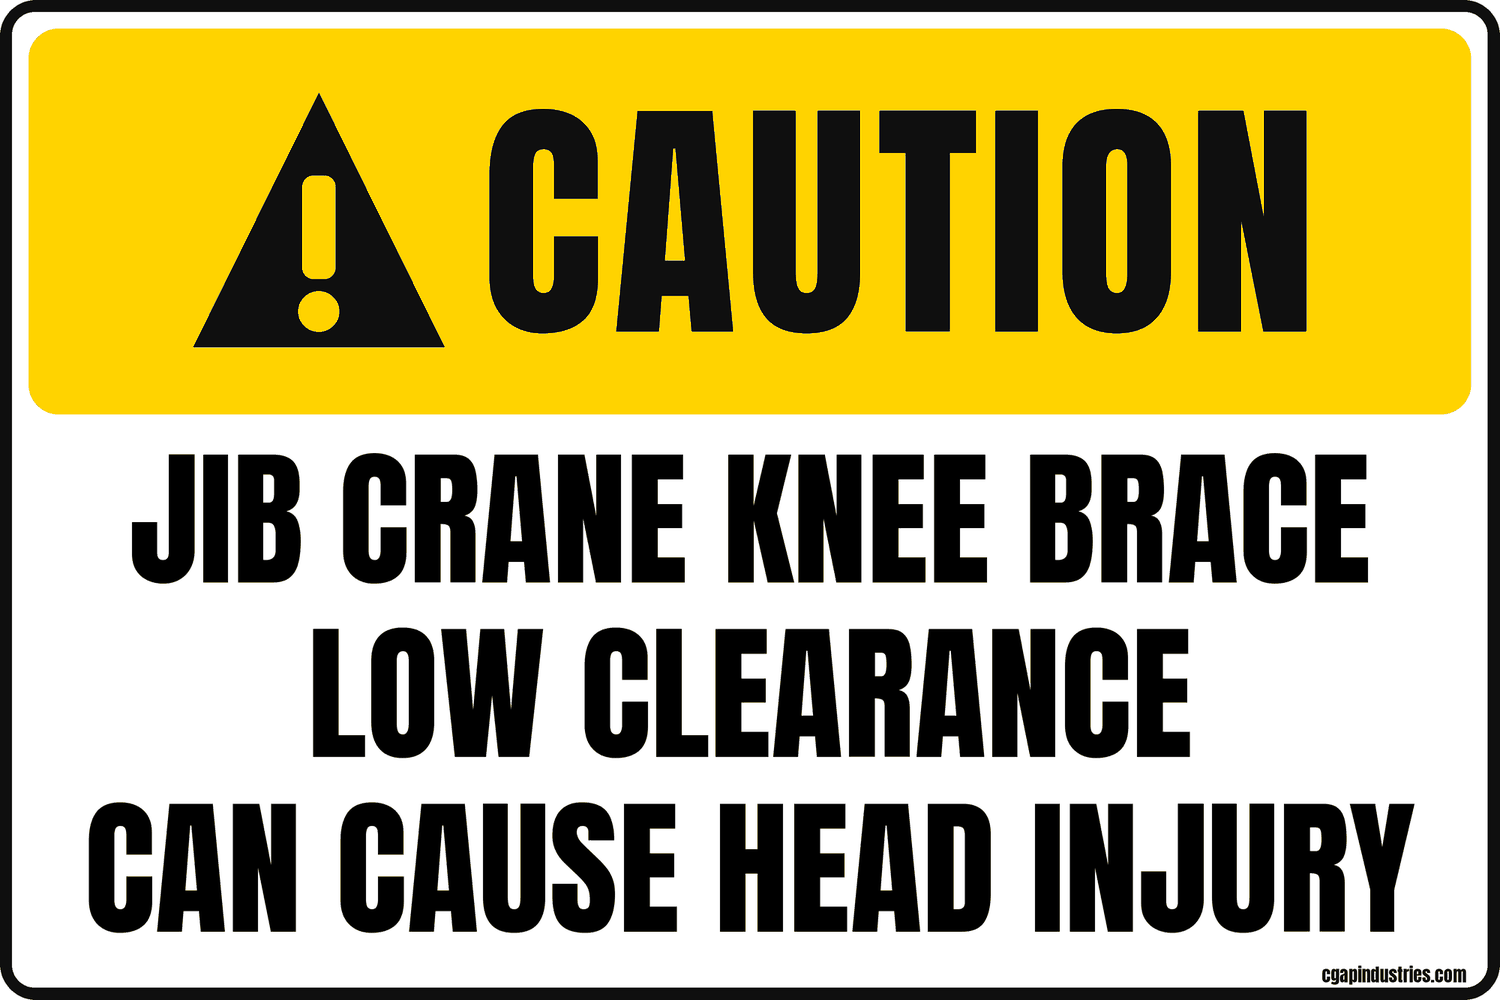 CAUTION
JIB CRANE KNEE BRACE
LOW CLEARANCE
CAN CAUSE HEAD INJURY
cgapindustries.com